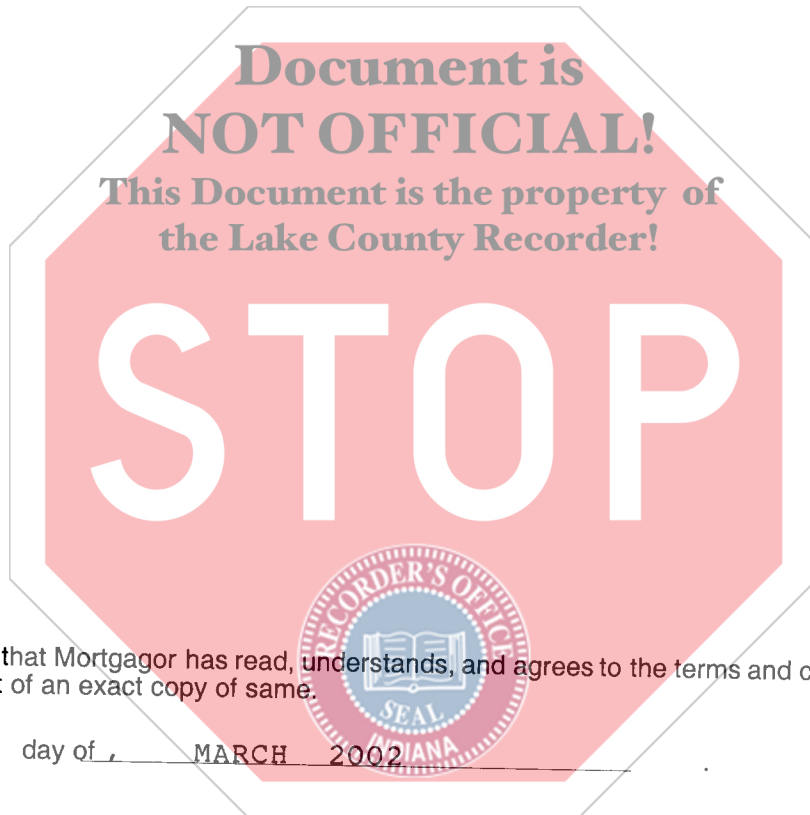 Document is
NOT OFFICIAL!
This Document is the property of
the Lake County Recorder!
STOP
RECORDER'S OFFICE
SEAL
INDIANA
that Mortgagor has read, understands, and agrees to the terms and
of an exact copy of same.
day of , MARCH 2002 .